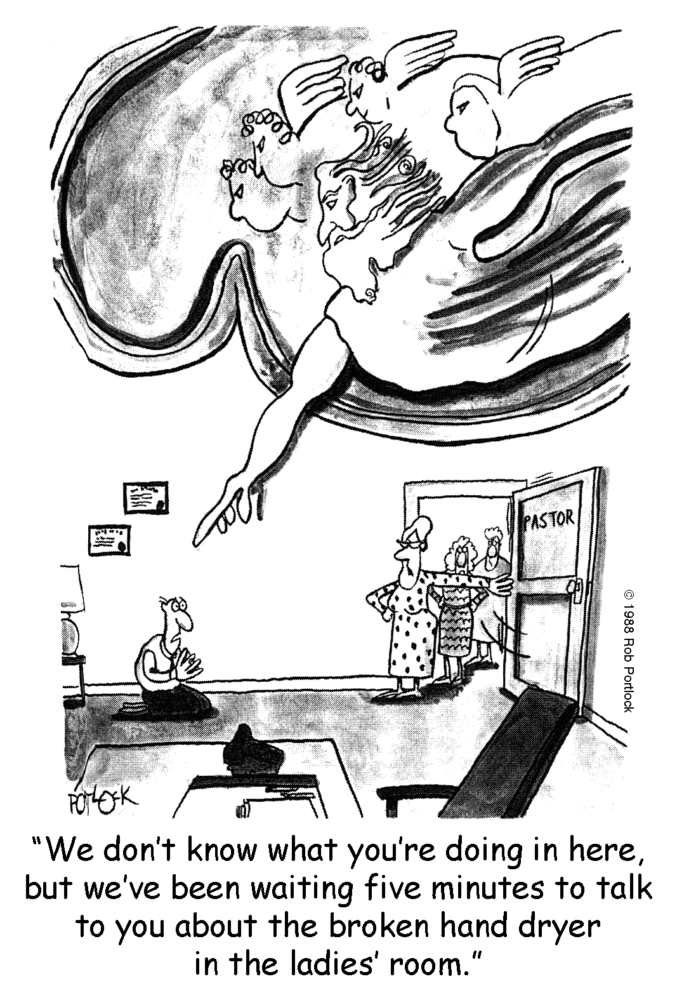 PASTOR
© 1988 Rob Portlock
PORTLOCK
“We don’t know what you’re doing in here,
but we’ve been waiting five minutes to talk
to you about the broken hand dryer
in the ladies’ room.”